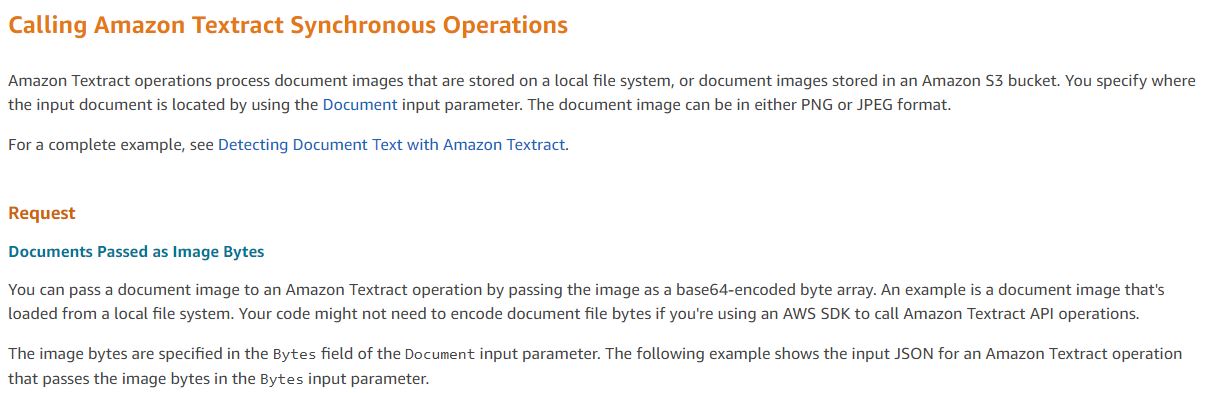 Calling Amazon Textract Synchronous Operations
Amazon Textract operations process document images that are stored on a local file system, or document images stored in an Amazon S3 bucket. You specify where
the input document is located by using the Document input parameter. The document image can be in either PNG or JPEG format.
For a complete example, see Detecting Document Text with Amazon Textract.
Request
Documents Passed as Image Bytes
You can pass a document image to an Amazon Textract operation by passing the image as a base64-encoded byte array. An example is a document image that's
loaded from a local file system. Your code might not need to encode document file bytes if you're using an AWS SDK to call Amazon Textract API operations.
The image bytes are specified in the Bytes field of the Document input parameter. The following example shows the input JSON for an Amazon Textract operation
that passes the image bytes in the Bytes input parameter.